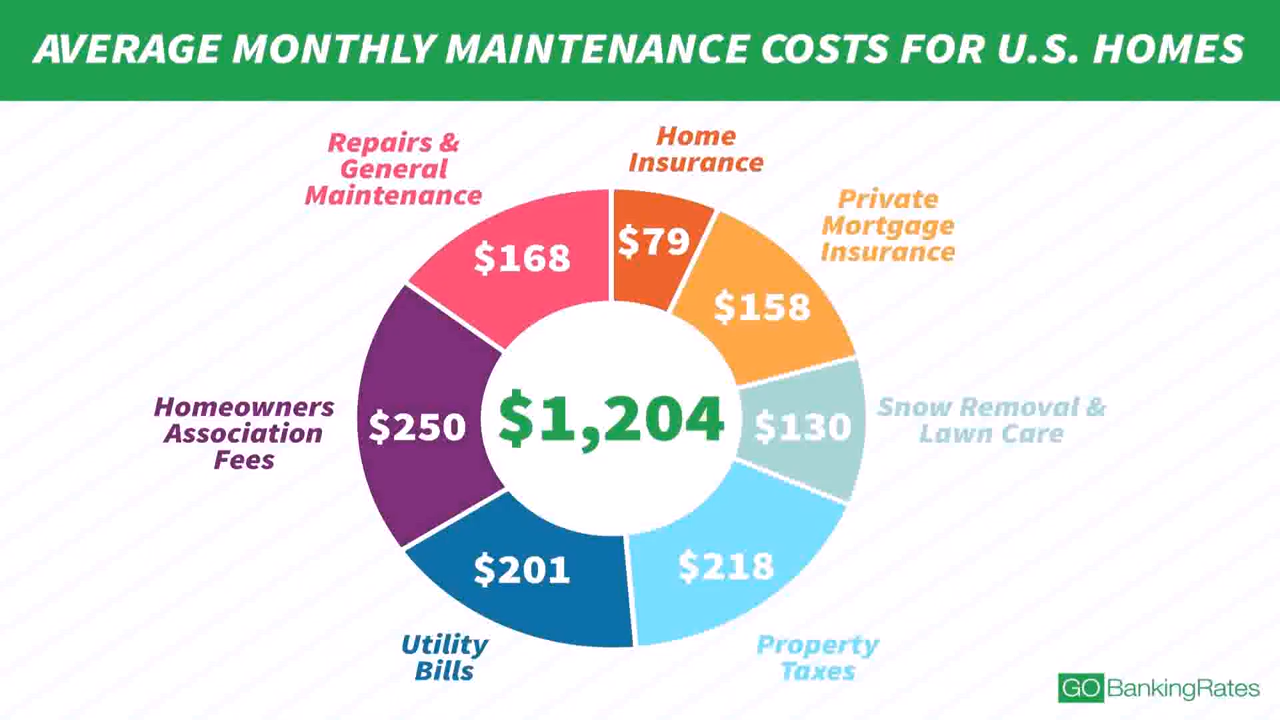 AVERAGE MONTHLY MAINTENANCE COSTS FOR U.S. HOMES
Repairs &
General
Maintenance
$168
Home
Insurance
$79
Private
Mortgage
Insurance
$158
Homeowners
Association
Fees
$250
$1,204
$130
Snow Removal &
Lawn Care
$201
Utility
Bills
$218
Property
Taxes
GOBankingRates